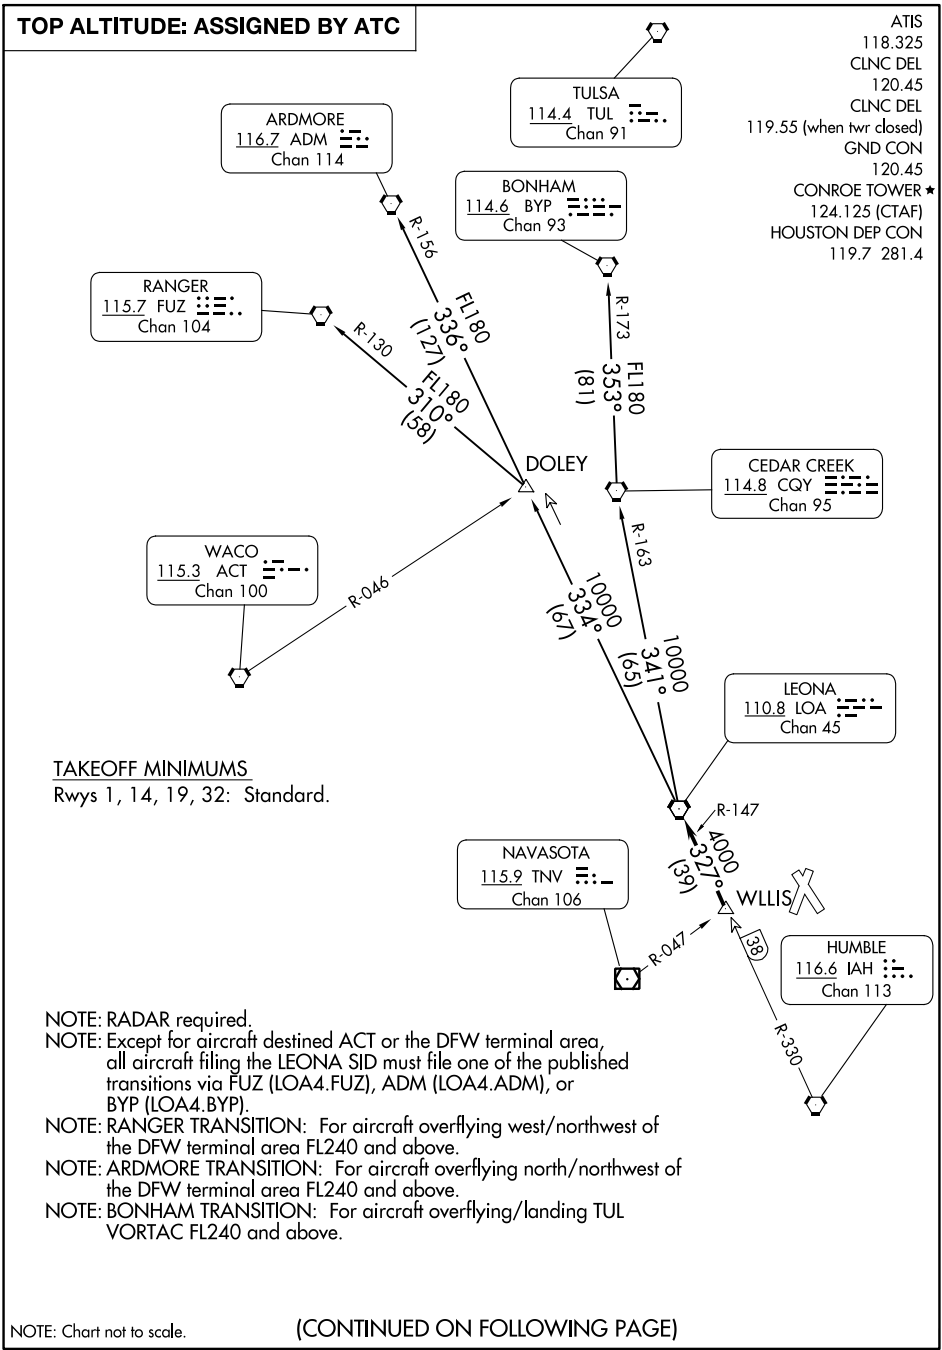 TOP ALTITUDE: ASSIGNED BY ATC
ATIS
118.325
CLNC DEL
120.45
CLNC DEL
119.55 (when twr closed)
GND CON
120.45
CONROE TOWER ★
124.125 (CTAF)
HOUSTON DEP CON
119.7 281.4
TULSA
114.4 TUL
Chan 91
ARDMORE
116.7 ADM
Chan 114
BONHAM
114.6 BYP
Chan 93
RANGER
115.7 FUZ
Chan 104
R-156
R-130
R-173
FL180
336°
(127)
FL180
310°
(58)
FL180
353°
(81)
DOLEY
CEDAR CREEK
114.8 CQY
Chan 95
WACO
115.3 ACT
Chan 100
R-046
R-163
10000
334°
(67)
10000
341°
(65)
LEONA
110.8 LOA
Chan 45
TAKEOFF MINIMUMS
Rwys 1, 14, 19, 32: Standard.
R-147
4000
327°
(39)
NAVASOTA
115.9 TNV
Chan 106
WLLIS
R-047
38
HUMBLE
116.6 IAH
Chan 113
R-330
NOTE: RADAR required.
NOTE: Except for aircraft destined ACT or the DFW terminal area,
all aircraft filing the LEONA SID must file one of the published
transitions via FUZ (LOA4.FUZ), ADM (LOA4.ADM), or
BYP (LOA4.BYP).
NOTE: RANGER TRANSITION: For aircraft overflying west/northwest of
the DFW terminal area FL240 and above.
NOTE: ARDMORE TRANSITION: For aircraft overflying north/northwest of
the DFW terminal area FL240 and above.
NOTE: BONHAM TRANSITION: For aircraft overflying/landing TUL
VORTAC FL240 and above.
NOTE: Chart not to scale.
(CONTINUED ON FOLLOWING PAGE)